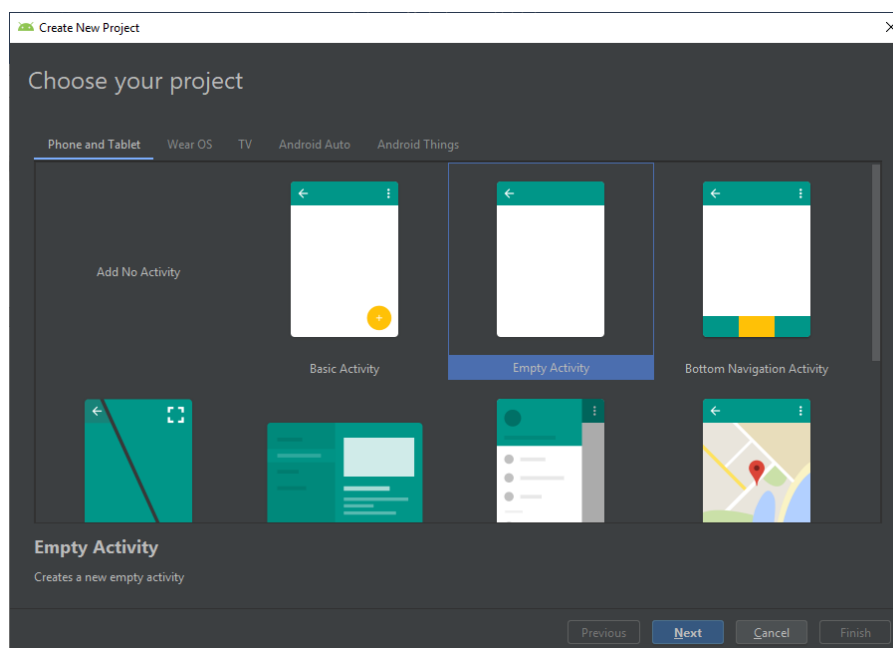 Create New Project
Choose your project
Phone and Tablet
Wear OS
TV
Android Auto
Android Things
Add No Activity
Basic Activity
Empty Activity
Bottom Navigation Activity
Empty Activity
Creates a new empty activity
Previous
Next
Cancel
Finish